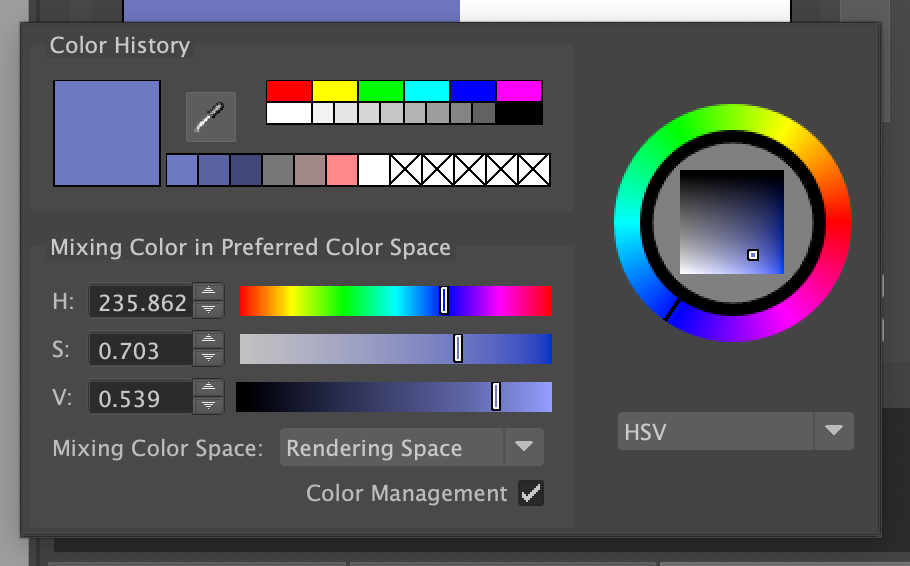 Color History
Mixing Color in Preferred Color Space
H: 235.862
S: 0.703
V: 0.539
HSV
Mixing Color Space: Rendering Space
Color Management